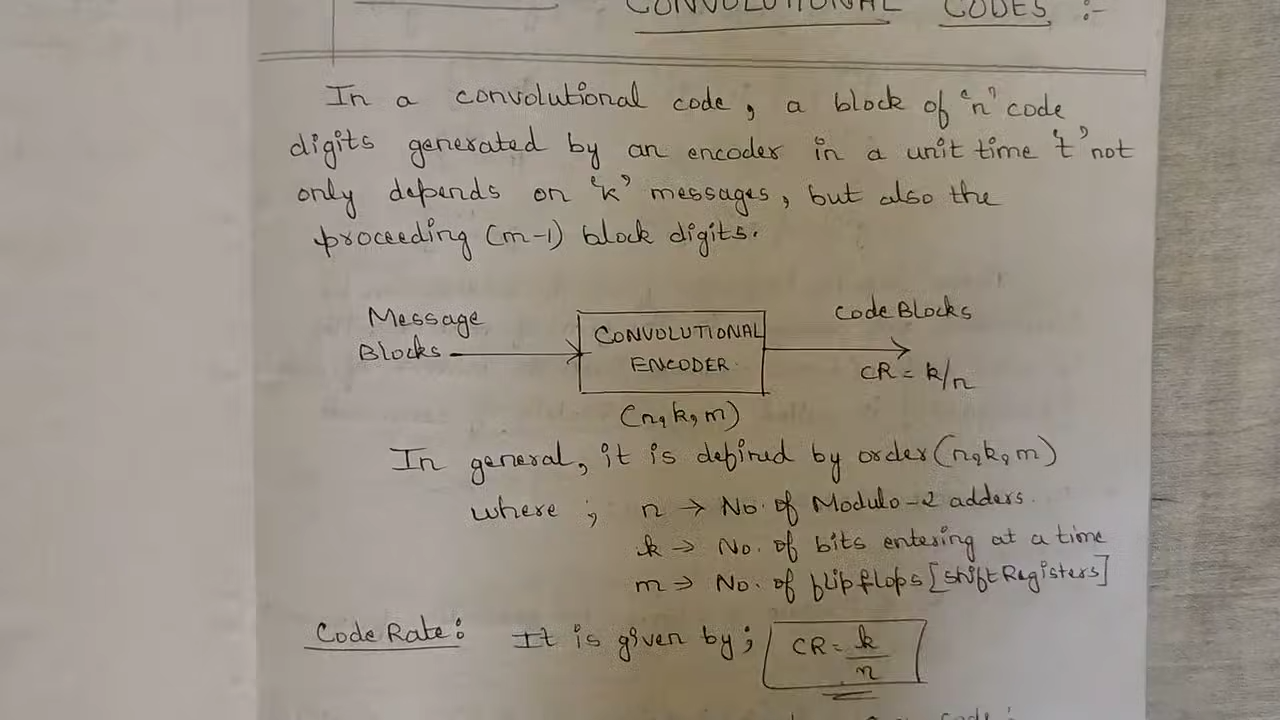 CONVOLUTIONAL CODES :-
In a convolutional code, a block of 'n' code
digits generated by an encoder in a unit time 't' not
only depends on 'k' messages, but also the
proceeding (m-1) block digits.
Message
Blocks
CONVOLUTIONAL
ENCODER
(n,k,m)
Code Blocks
CR = k/n
In general, it is defined by order (n,k,m)
where ; n → No. of Modulo-2 adders.
k → No. of bits entering at a time
m → No. of flipflops [Shift Registers]
Code Rate: It is given by; CR = k/n
code :